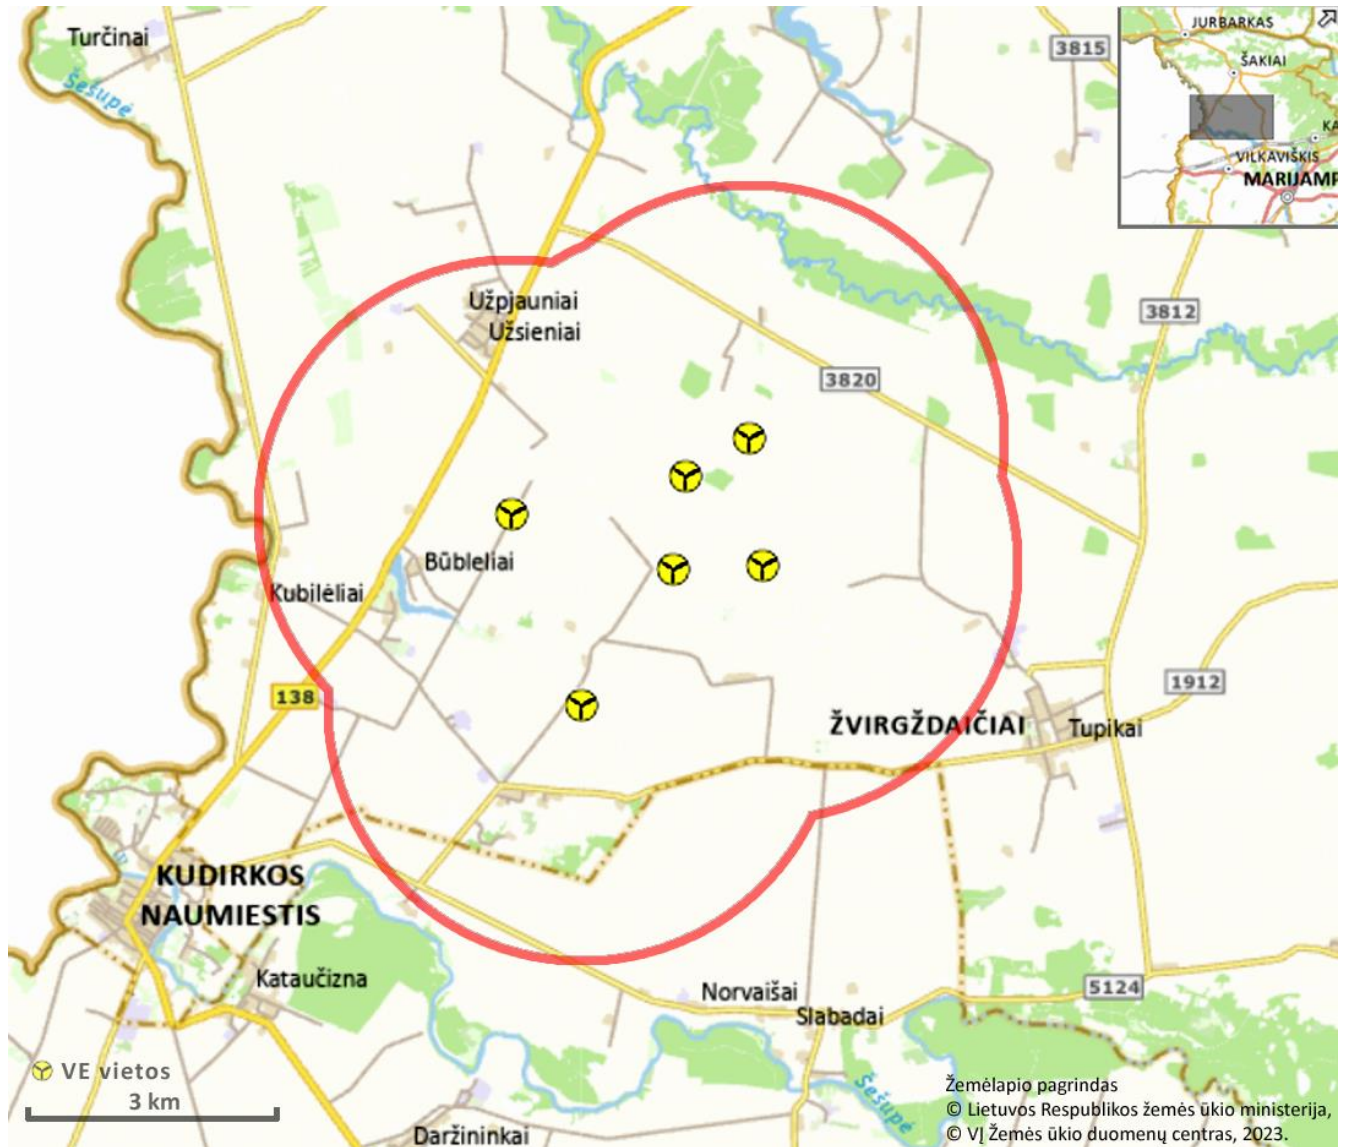 Turčinai
Šešupė
3815
JURBARKAS
ŠAKIAI
KA
VILKAVIŠKIS
MARIJAMP
Užpjauniai
Užsieniai
3812
3820
Būbleliai
Kubilėliai
138
1912
ŽVIRGŽDAIČIAI
Tupikai
KUDIRKOS
NAUMIESTIS
Kataučizna
Norvaišai
Slabadai
5124
Šešupė
VE vietos
3 km
Daržininkai
Žemėlapio pagrindas
© Lietuvos Respublikos žemės ūkio ministerija,
© VĮ Žemės ūkio duomenų centras, 2023.